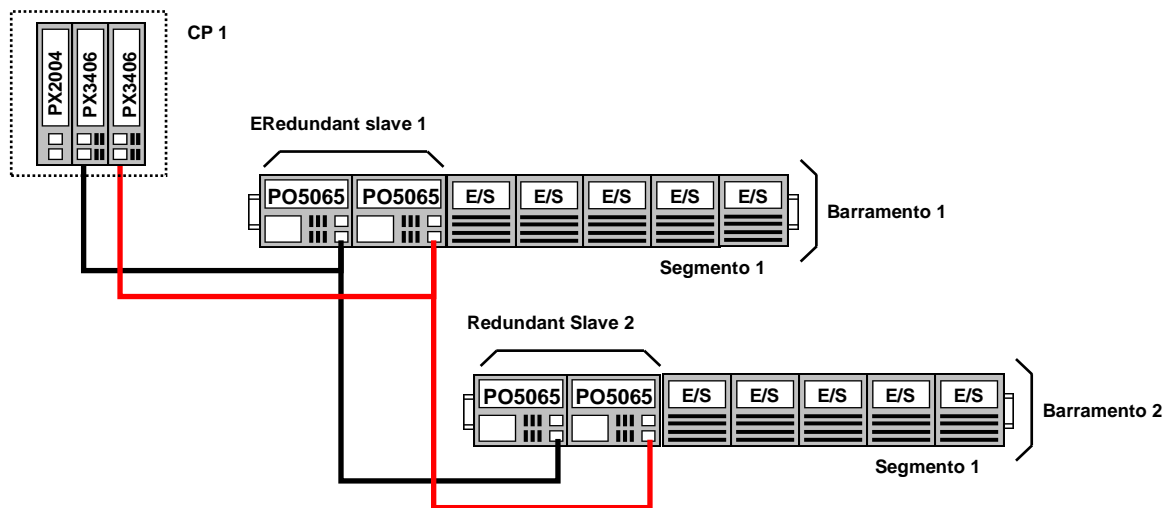 CP 1
PX2004
PX3406
PX3406
ERedundant slave 1
PO5065 PO5065 E/S E/S E/S E/S E/S
Barramento 1
Segmento 1
Redundant Slave 2
PO5065 PO5065 E/S E/S E/S E/S E/S
Barramento 2
Segmento 1